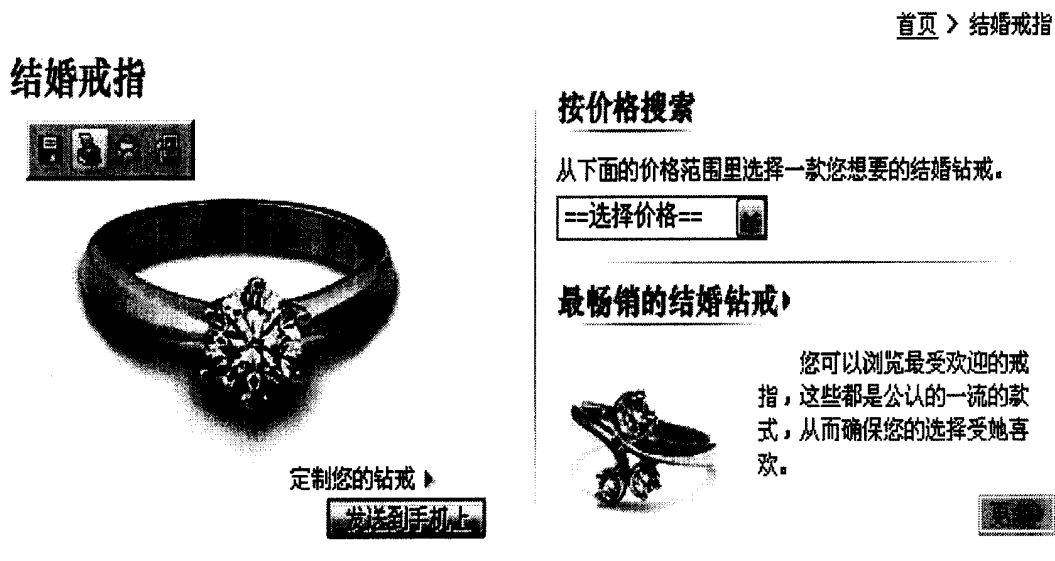 首页 > 结婚戒指
结婚戒指
定制您的钻戒
发送到手机上
按价格搜索
从下面的价格范围里选择一款您想要的结婚钻戒。
==选择价格==
最畅销的结婚钻戒
您可以浏览最受欢迎的戒
指，这些都是公认的一流的款
式，从而确保您的选择受她喜
欢。